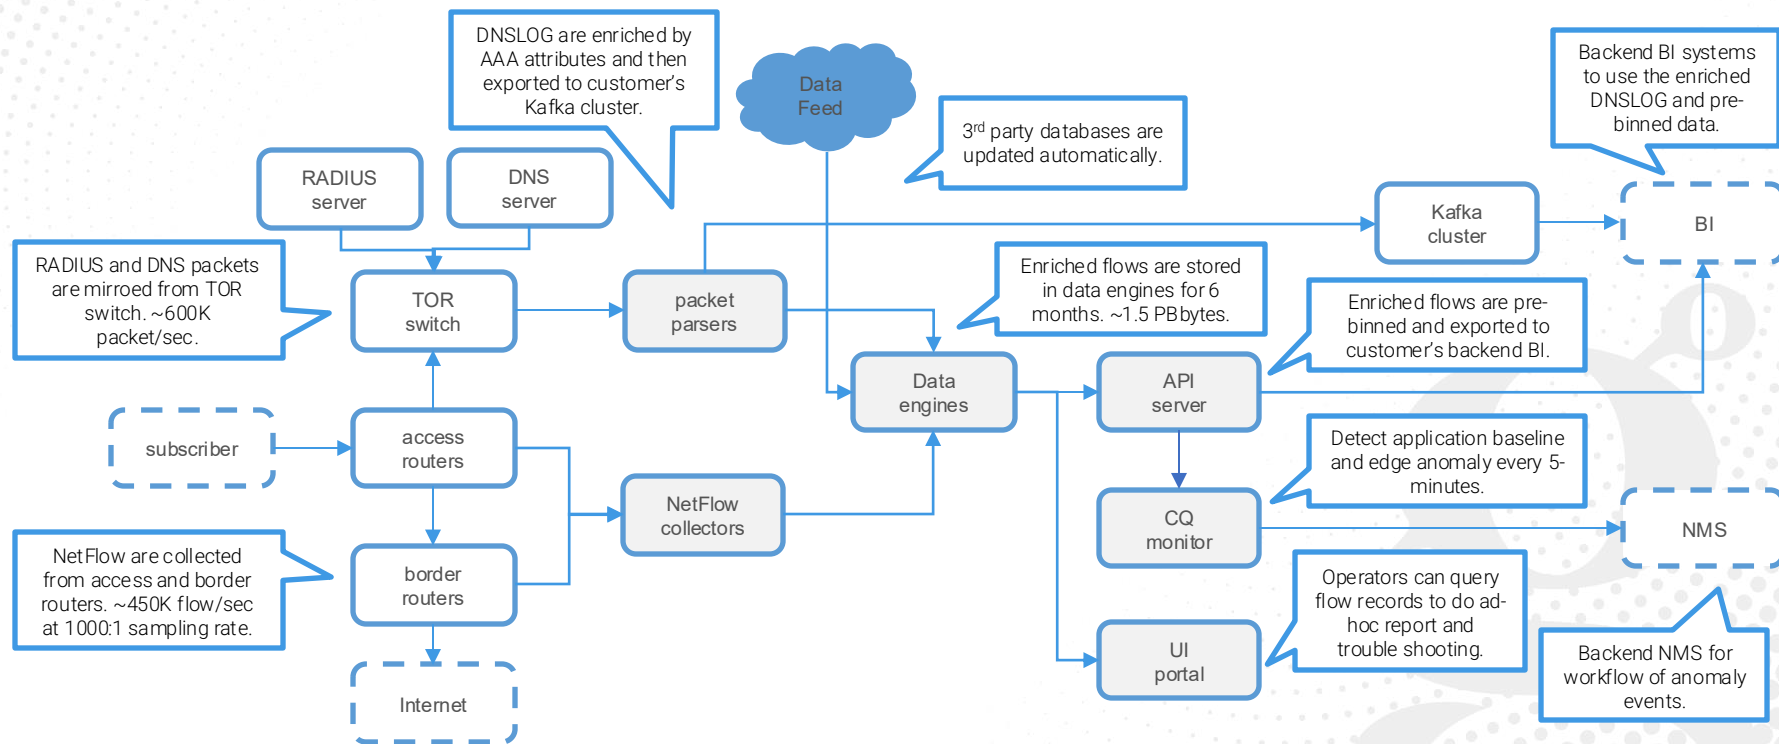 DNSLOG are enriched by
AAA attributes and then
exported to customer's
Kafka cluster.
Data
Feed
3rd party databases are
updated automatically.
Backend BI systems
to use the enriched
DNSLOG and pre-
binned data.
RADIUS
server
DNS
server
Kafka
cluster
BI
RADIUS and DNS packets
are mirroed from TOR
switch. ~600K
packet/sec.
TOR
switch
packet
parsers
Enriched flows are stored
in data engines for 6
months. ~1.5 PBbytes.
Enriched flows are pre-
binned and exported to
customer's backend BI.
Data
engines
API
server
subscriber
access
routers
Detect application baseline
and edge anomaly every 5-
minutes.
NetFlow
collectors
CQ
monitor
NMS
NetFlow are collected
from access and border
routers. ~450K flow/sec
at 1000:1 sampling rate.
border
routers
Operators can query
flow records to do ad-
hoc report and
trouble shooting.
UI
portal
Backend NMS for
workflow of anomaly
events.
Internet